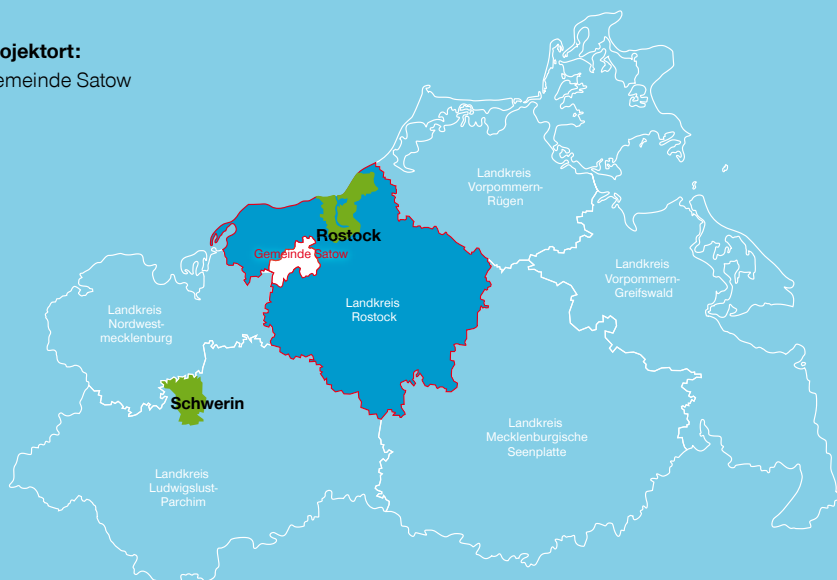 ojektort:
emeinde Satow
Landkreis
Vorpommern-
Rügen
Rostock
Gemeinde Satow
Landkreis
Vorpommern-
Greifswald
Landkreis
Rostock
Landkreis
Nordwest-
mecklenburg
Schwerin
Landkreis
Mecklenburgische
Seenplatte
Landkreis
Ludwigslust-
Parchim